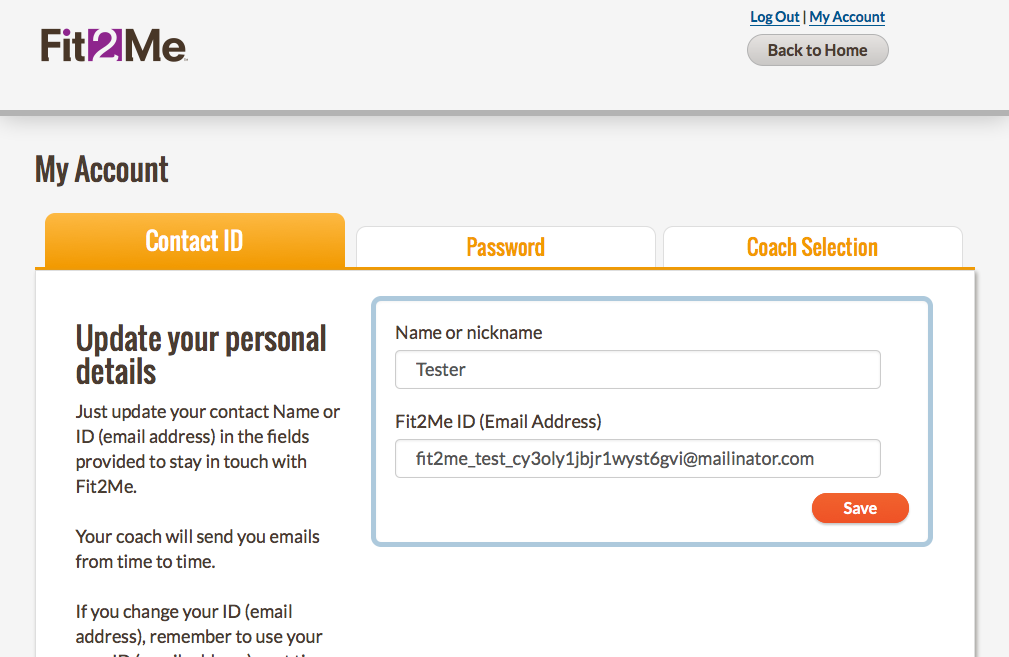 Log Out | My Account
Fit2Me
Back to Home
My Account
Contact ID
Password
Coach Selection
Update your personal
details
Just update your contact Name or
ID (email address) in the fields
provided to stay in touch with
Fit2Me.
Your coach will send you emails
from time to time.
If you change your ID (email
address), remember to use your
Name or nickname
Tester
Fit2Me ID (Email Address)
fit2me_test_cy3oly1jbjr1wyst6gvi@mailinator.com
Save